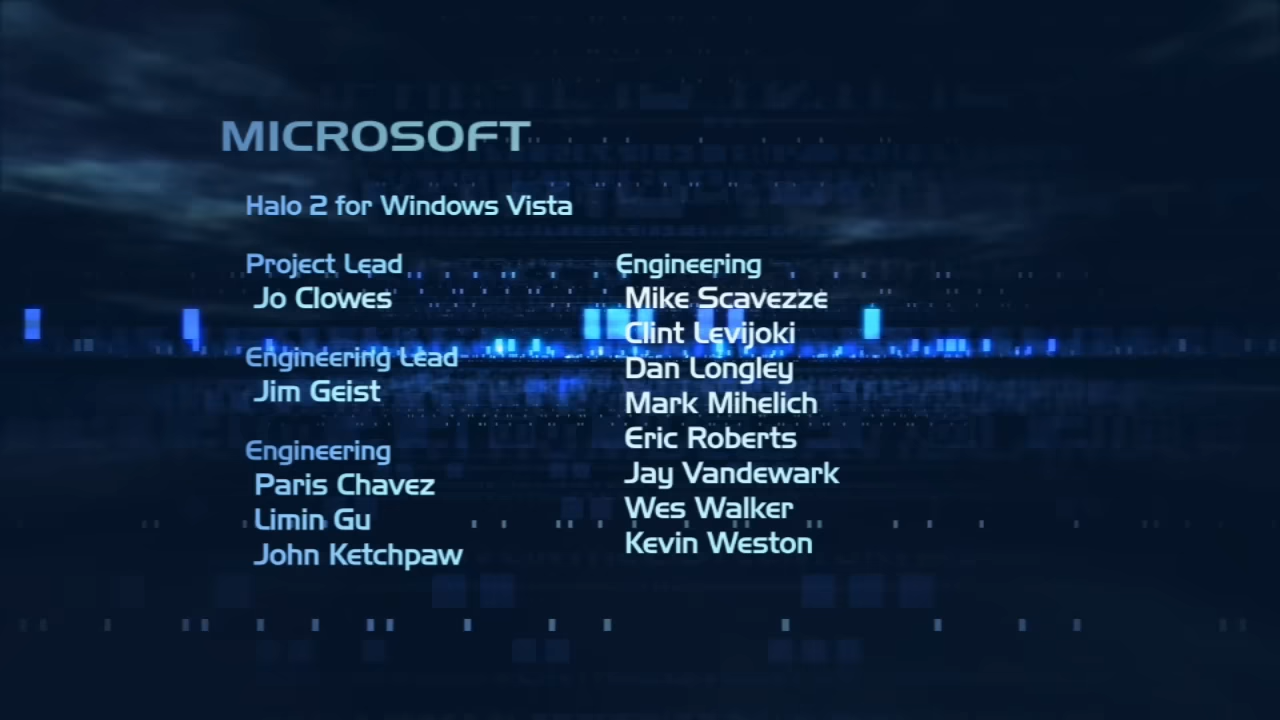 MICROSOFT
Halo 2 for Windows Vista
Project Lead
Jo Clowes
Engineering Lead
Jim Geist
Engineering
Paris Chavez
Limin Gu
John Ketchpaw
Engineering
Mike Scavezze
Clint Levijoki
Dan Longley
Mark Mihelich
Eric Roberts
Jay Vandewark
Wes Walker
Kevin Weston